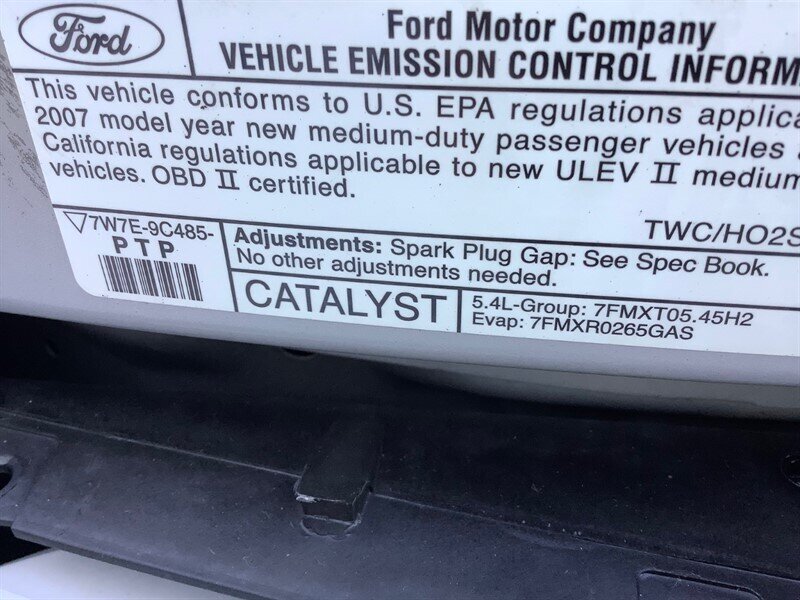 Ford
Ford Motor Company
VEHICLE EMISSION CONTROL INFORM
This vehicle conforms to U.S. EPA regulations applica
2007 model year new medium-duty passenger vehicles
California regulations applicable to new ULEV II medium
vehicles. OBD II certified.
TWC/HO2S
7W7E-9C485-
PTP
Adjustments: Spark Plug Gap: See Spec Book.
No other adjustments needed.
CATALYST
5.4L-Group: 7FMXT05.45H2
Evap: 7FMXR0265GAS